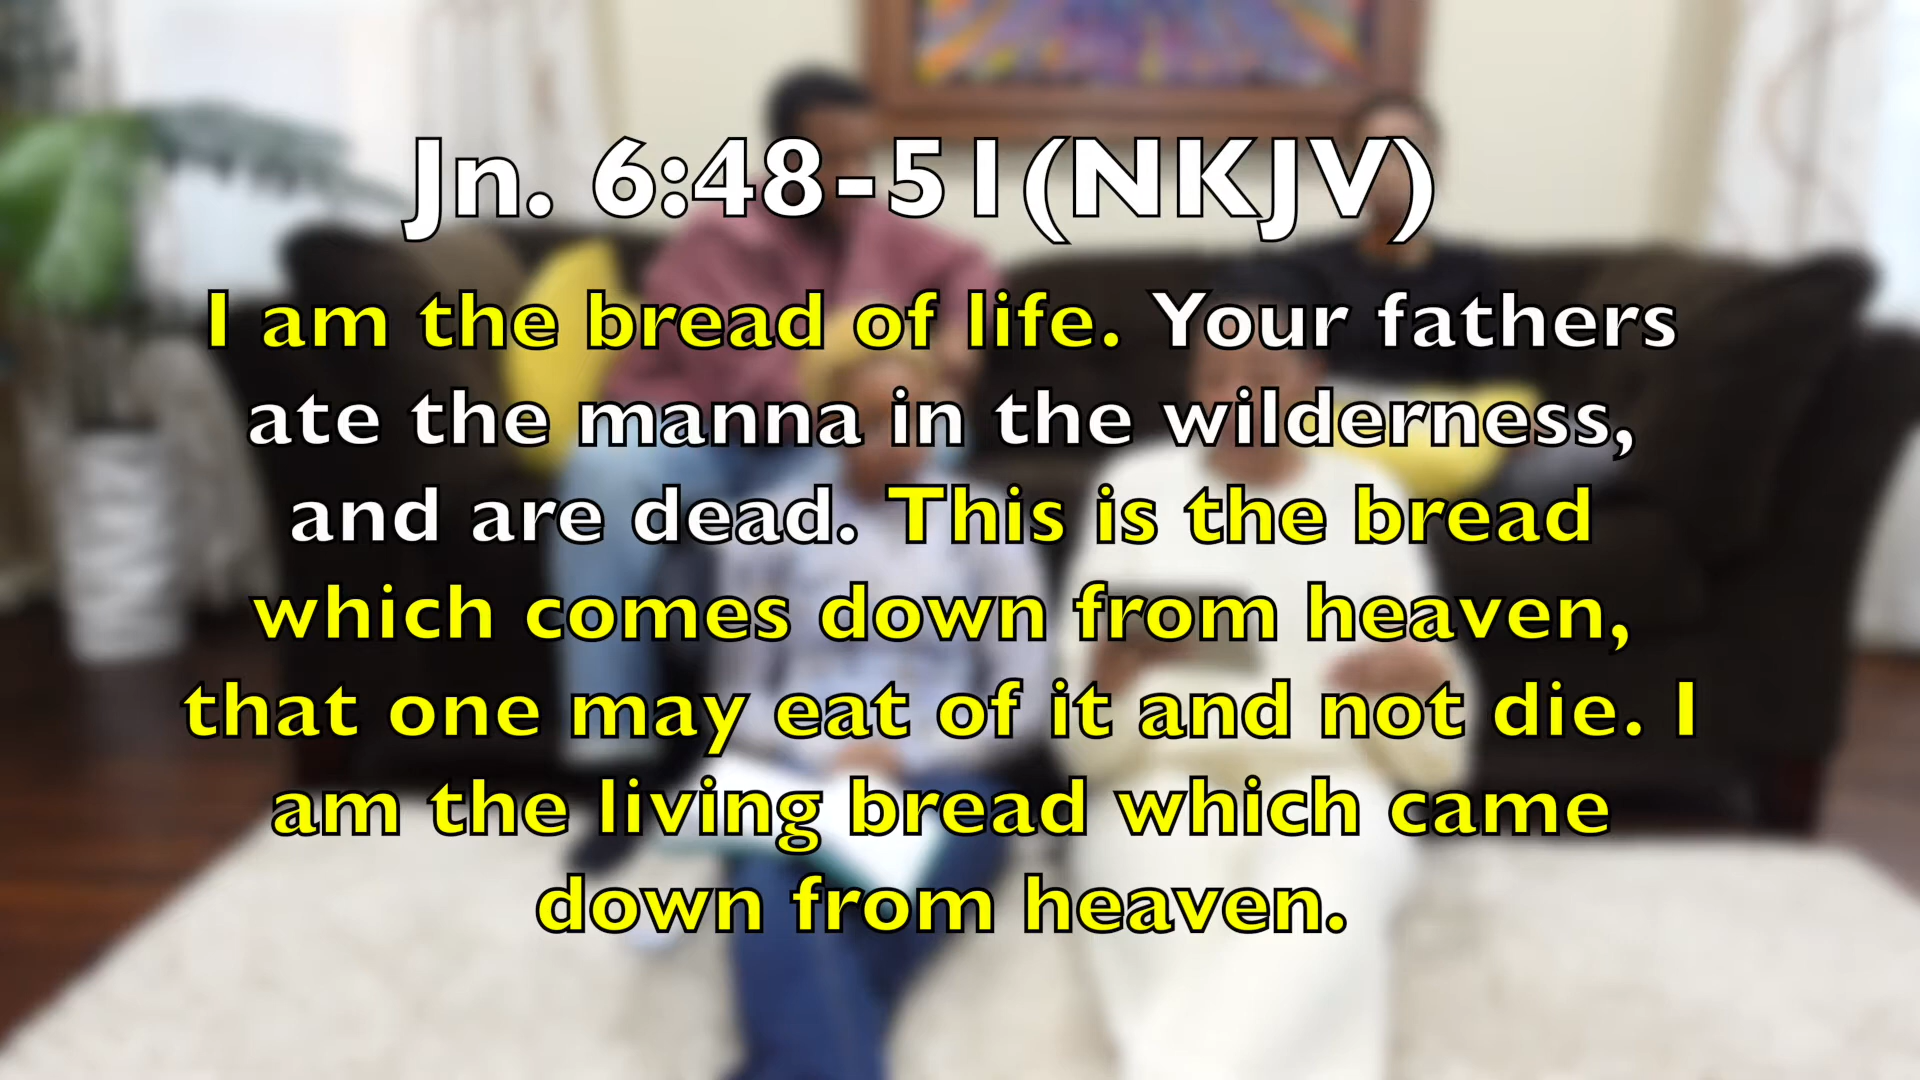 Jn. 6:48-51(NKJV)
I am the bread of life. Your fathers
ate the manna in the wilderness,
and are dead. This is the bread
which comes down from heaven,
that one may eat of it and not die. I
am the living bread which came
down from heaven.